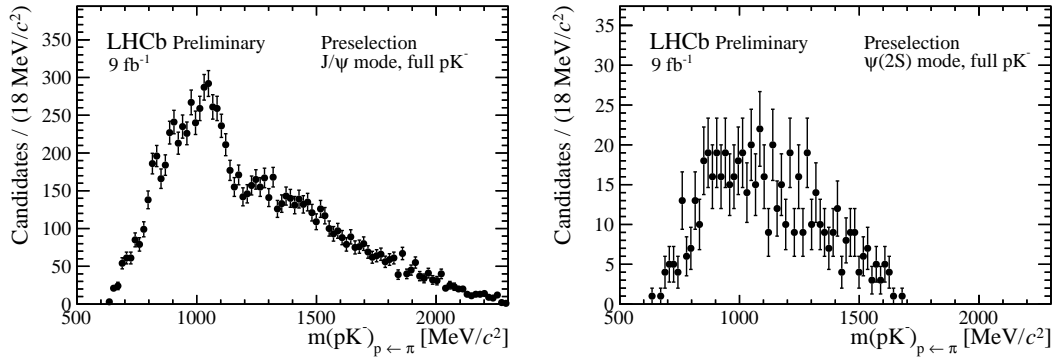 Candidates / (18 MeV/c²)
350
300
250
200
150
100
50
0
LHCb Preliminary
9 fb⁻¹
Preselection
J/ψ mode, full pK⁻
500 1000 1500 2000
m(pK⁻)p ← π [MeV/c²]
Candidates / (18 MeV/c²)
35
30
25
20
15
10
5
0
LHCb Preliminary
9 fb⁻¹
Preselection
ψ(2S) mode, full pK⁻
500 1000 1500 2000
m(pK⁻)p ← π [MeV/c²]